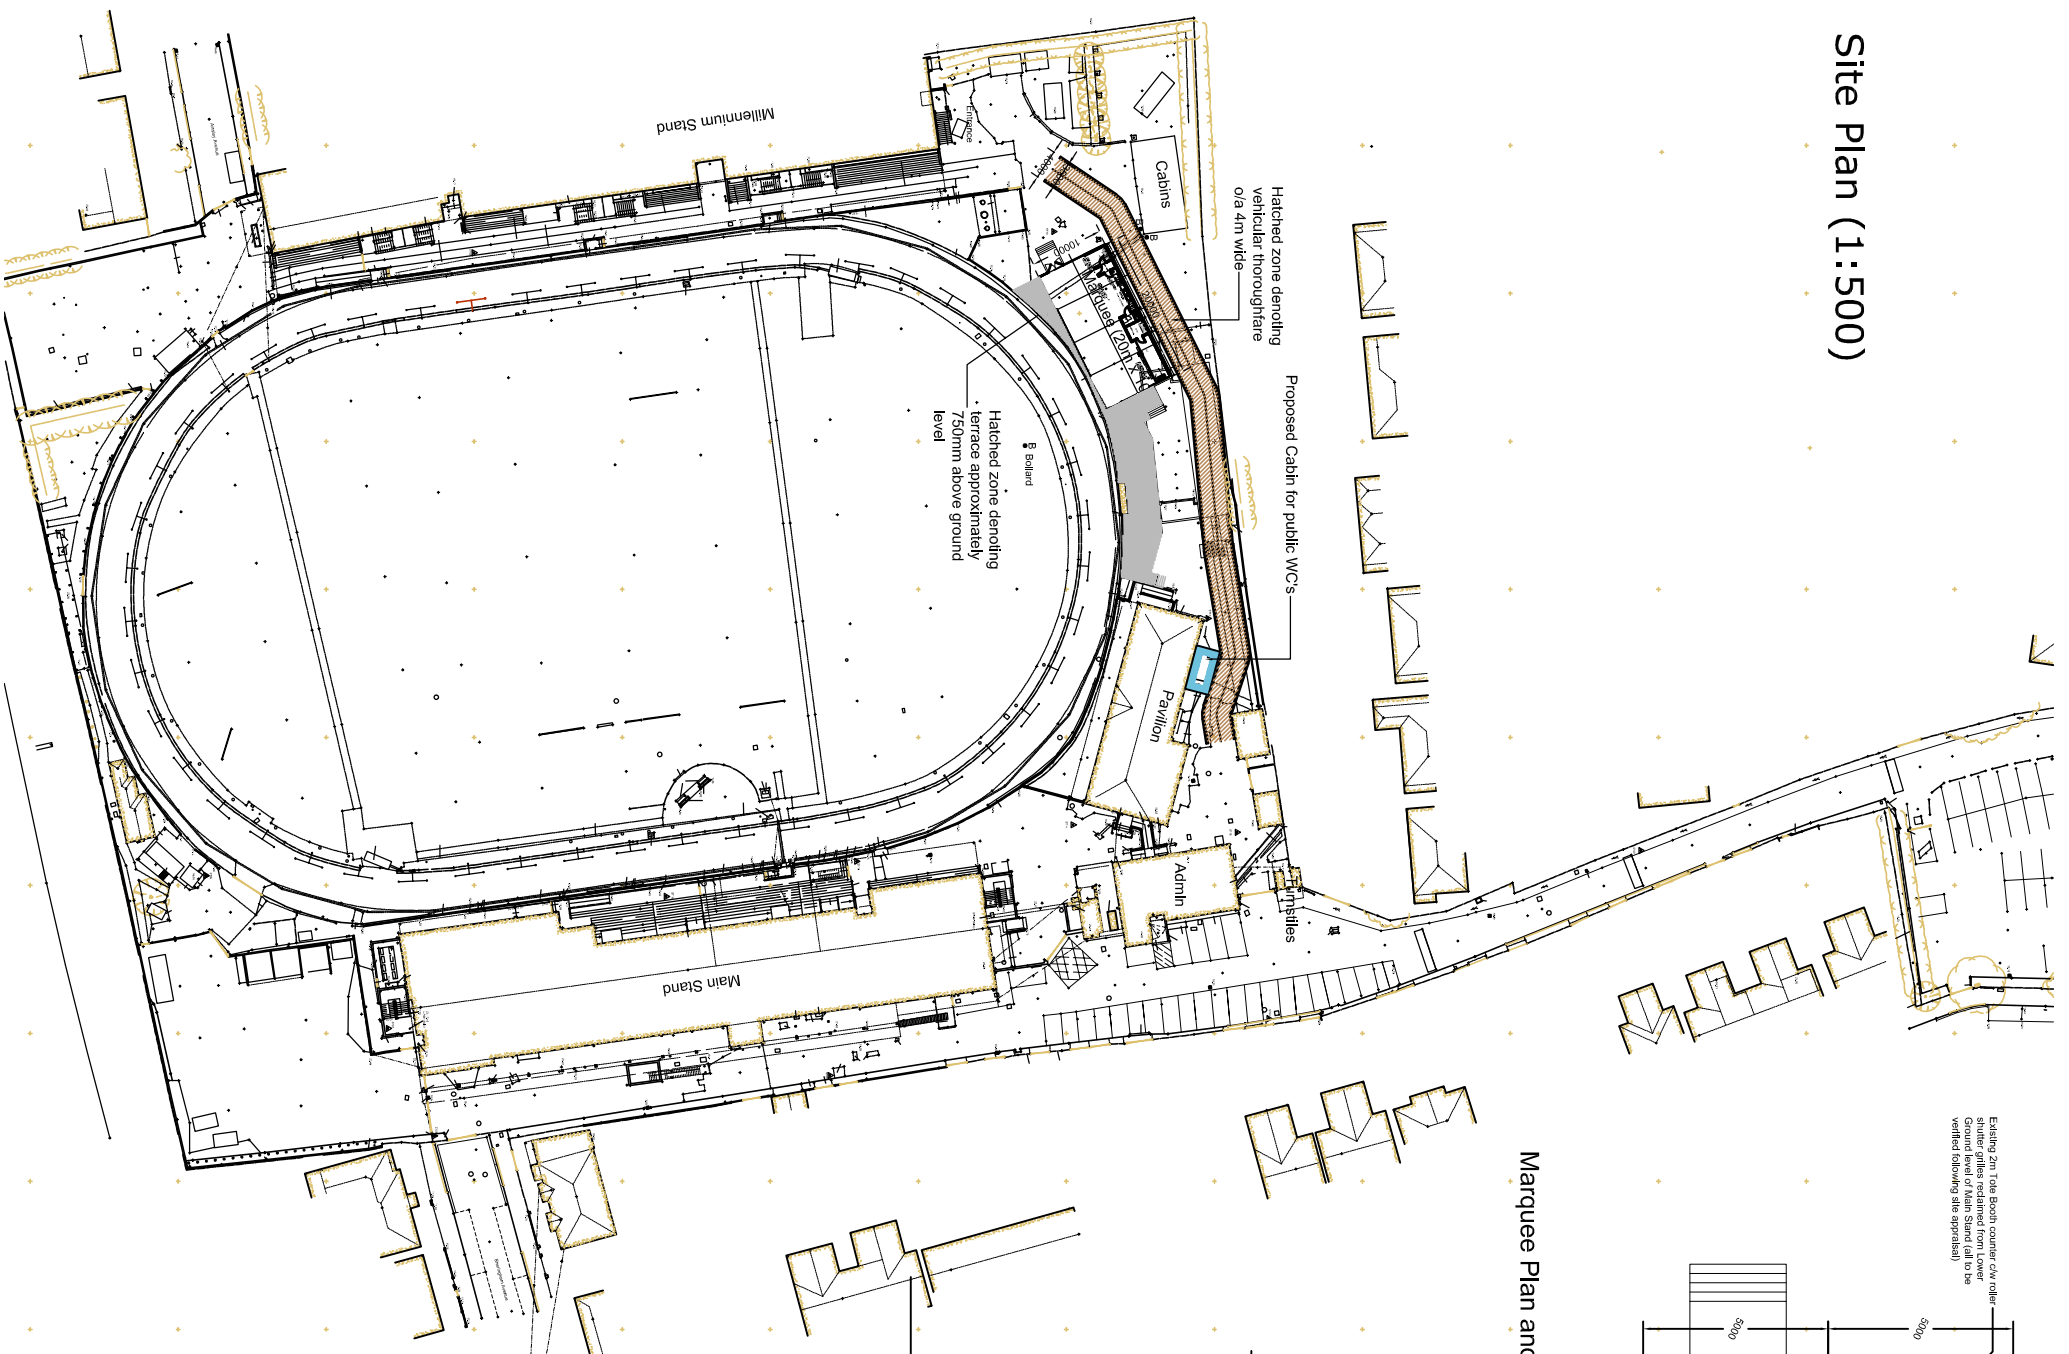 Site Plan (1:500)
Millennium Stand
Entrance
Cabins
Hatched zone denoting
vehicular thoroughfare
o/a 4m wide
Proposed Cabin for public WC's
4000
10000
Marquee (20m x
Hatched zone denoting
terrace approximately
750mm above ground
level
B Bollard
B
Pavilion
Admin
Turnstiles
Main Stand
Existing 2m Tote Booth counter c/w roller
shutter grilles reclaimed from Lower
Ground level of Main Stand (all to be
verified following site appraisal)
Marquee Plan and
5000
5000